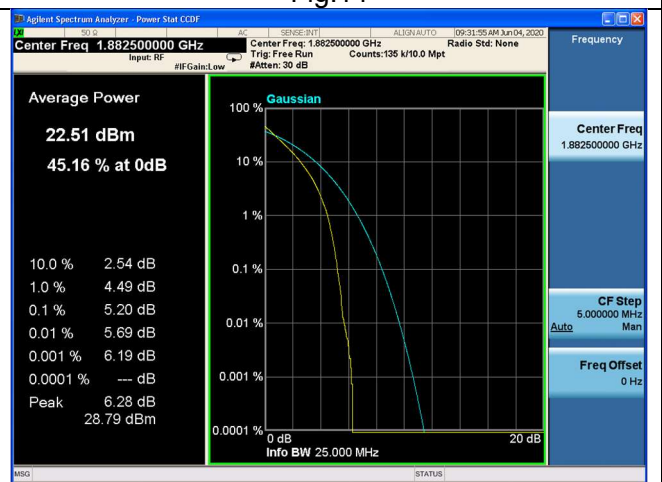 Agilent Spectrum Analyzer - Power Stat CCDF
50 Ω AC SENSE:INT ALIGN AUTO 09:31:55 AM Jun 04, 2020
Center Freq 1.882500000 GHz
Input: RF
#IFGain:Low
Center Freq: 1.882500000 GHz
Trig: Free Run Counts:135 k/10.0 Mpt
#Atten: 30 dB
Radio Std: None
Frequency
Average Power
22.51 dBm
45.16 % at 0dB
10.0 % 2.54 dB
1.0 % 4.49 dB
0.1 % 5.20 dB
0.01 % 5.69 dB
0.001 % 6.19 dB
0.0001 % --- dB
Peak 6.28 dB
28.79 dBm
Gaussian
100 %
10 %
1 %
0.1 %
0.01 %
0.001 %
0.0001 %
0 dB 20 dB
Info BW 25.000 MHz
Center Freq
1.882500000 GHz
CF Step
5.000000 MHz
Auto Man
Freq Offset
0 Hz
MSG STATUS